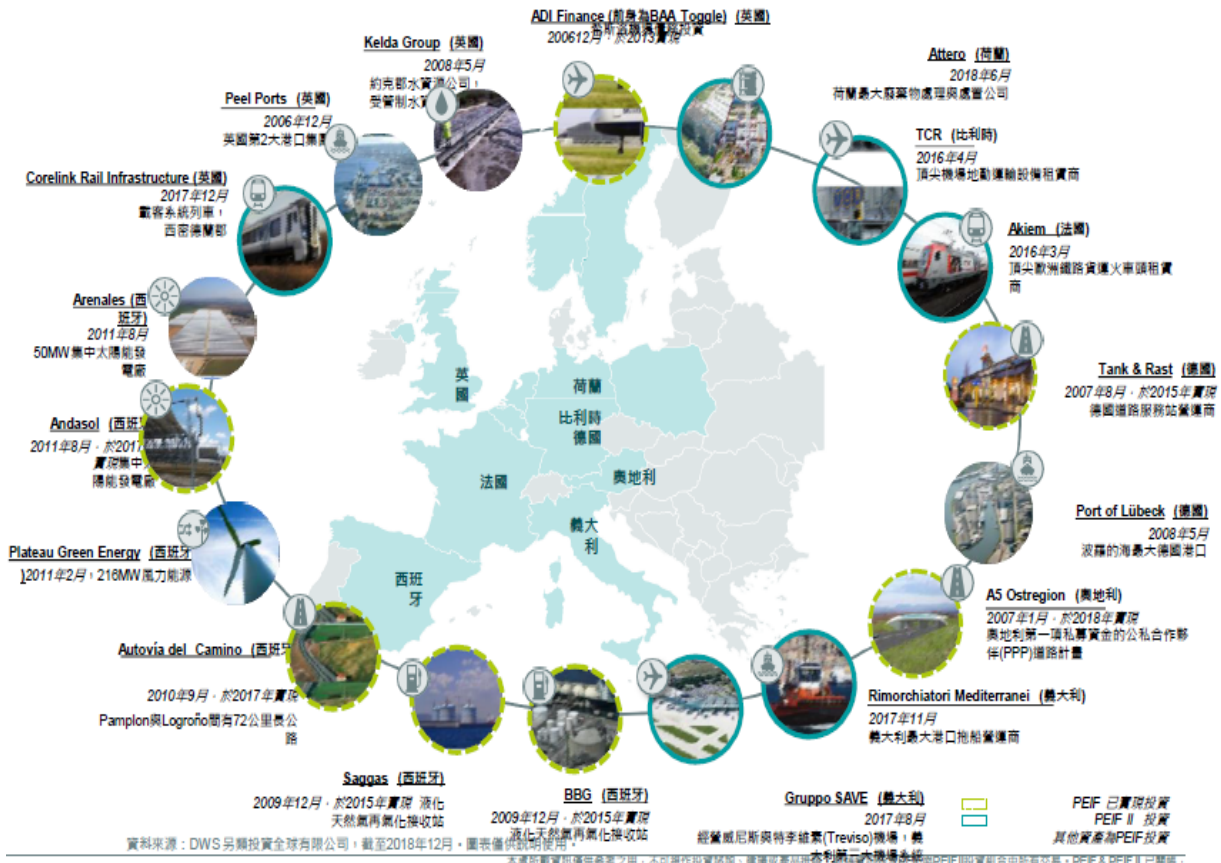 ADI Finance (前身為BAA Toggle) (英國)
200612月，於2013實現
Kelda Group (英國)
2008年5月
約克郡水資源公司，
受管制水資
Peel Ports (英國)
2006年12月
英國第2大港口集團
Corelink Rail Infrastructure (英國)
2017年12月
載客系統列車，
西密德蘭郡
Arenales (西
班牙)
2011年8月
50MW集中太陽能發
電廠
Andasol (西班牙
2011年8月，於2017
實現集中
陽能發電廠
Plateau Green Energy (西班牙
)2011年2月，216MW風力能源
Autovía del Camino (西班牙
2010年9月，於2017年實現
Pamplon與Logroño間有72公里長公
路
Saggas (西班牙)
2009年12月，於2015年實現 液化
天然氣再氣化接收站
BBG (西班牙)
2009年12月，於2015年實現
液化天然氣再氣化接收站
Gruppo SAVE (義大利)
2017年8月
經營威尼斯與特李維索(Treviso)機場，義
大利第三大機場系統
Rimorchiatori Mediterranei (義大利)
2017年11月
義大利最大港口拖船營運商
A5 Ostregion (奧地利)
2007年1月，於2018年實現
奧地利第一項私募資金的公私合作夥
伴(PPP)道路計畫
Port of Lübeck (德國)
2008年5月
波羅的海最大德國港口
Tank & Rast (德國)
2007年8月，於2015年實現
德國道路服務站營運商
Akiem (法國)
2016年3月
頂尖歐洲鐵路貨運火車頭租賃
商
TCR (比利時)
2016年4月
頂尖機場地勤運輸設備租賃商
Attero (荷蘭)
2018年6月
荷蘭最大廢棄物處理與處置公司
英
國
荷蘭
比利時
德國
法國
奧地利
義大
利
西班
牙
PEIF 已實現投資
PEIF II 投資
其他資產為PEIF投資
資料來源：DWS另類投資全球有限公司，截至2018年12月。圖表僅供說明使用。